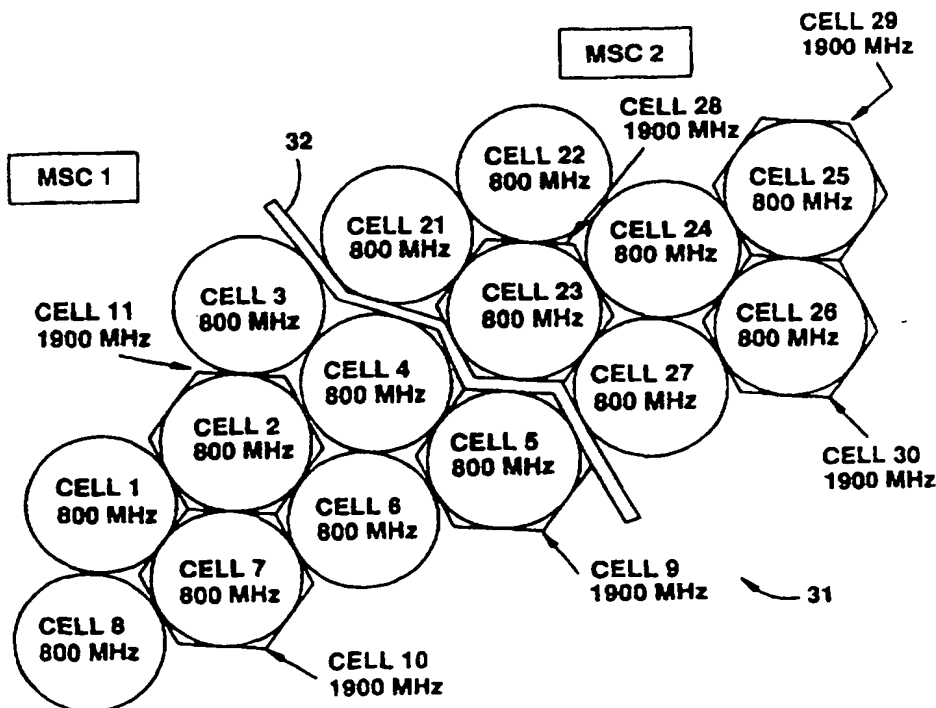 CELL 29
1900 MHz
MSC 2
CELL 28
1900 MHz
32
MSC 1
CELL 22
800 MHz
CELL 25
800 MHz
CELL 21
800 MHz
CELL 24
800 MHz
CELL 3
800 MHz
CELL 23
800 MHz
CELL 26
800 MHz
CELL 11
1900 MHz
CELL 4
800 MHz
CELL 27
800 MHz
CELL 2
800 MHz
CELL 5
800 MHz
CELL 30
1900 MHz
CELL 1
800 MHz
CELL 6
800 MHz
CELL 7
800 MHz
CELL 9
1900 MHz
31
CELL 8
800 MHz
CELL 10
1900 MHz